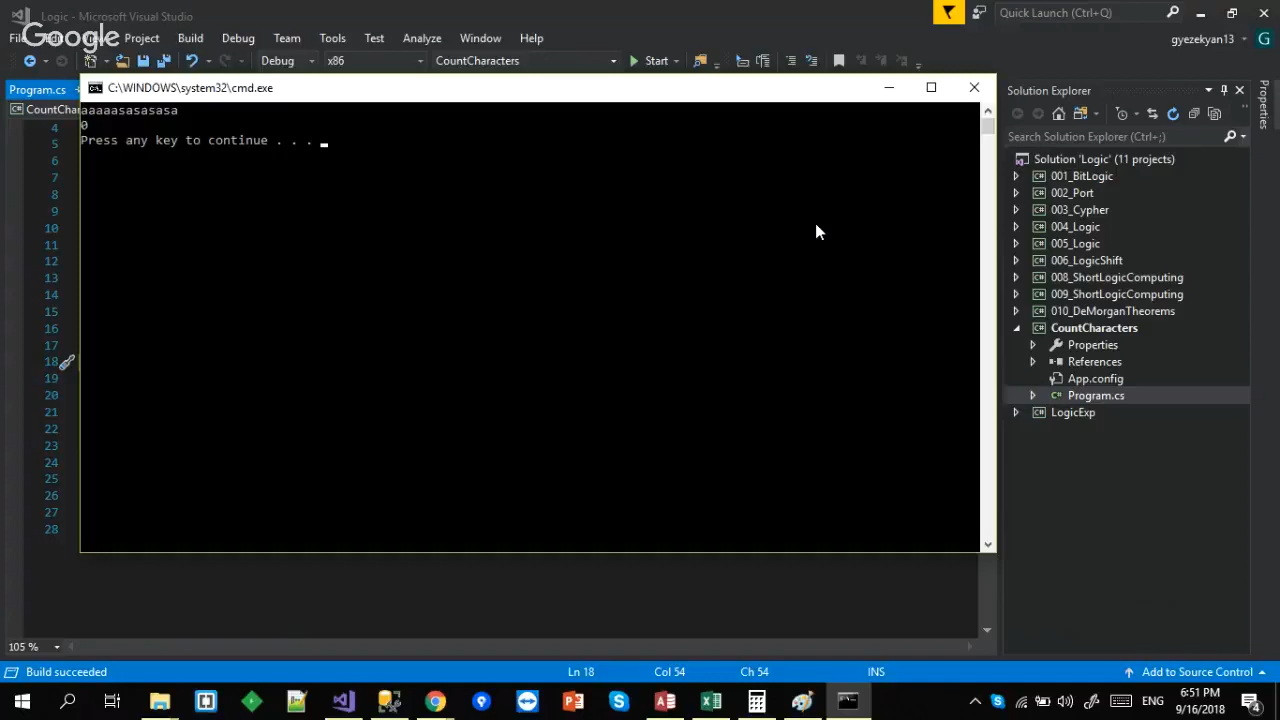 Logic - Microsoft Visual Studio
Quick Launch (Ctrl+Q)
Google
File
View
Project
Build
Debug
Team
Tools
Test
Analyze
Window
Help
gyezekyan13
G
Debug
x86
CountCharacters
Start
Program.cs
C:\WINDOWS\system32\cmd.exe
aaaaasasasasa
0
Press any key to continue . . .
4
5
6
7
8
9
10
11
12
13
14
15
16
17
18
19
20
21
22
23
24
25
26
27
28
Solution Explorer
Search Solution Explorer (Ctrl+;)
Solution 'Logic' (11 projects)
001_BitLogic
002_Port
003_Cypher
004_Logic
005_Logic
006_LogicShift
008_ShortLogicComputing
009_ShortLogicComputing
010_DeMorganTheorems
CountCharacters
Properties
References
App.config
Program.cs
LogicExp
Properties
105 %
Build succeeded
Ln 18
Col 54
Ch 54
INS
Add to Source Control
ENG
6:51 PM
9/16/2018
4